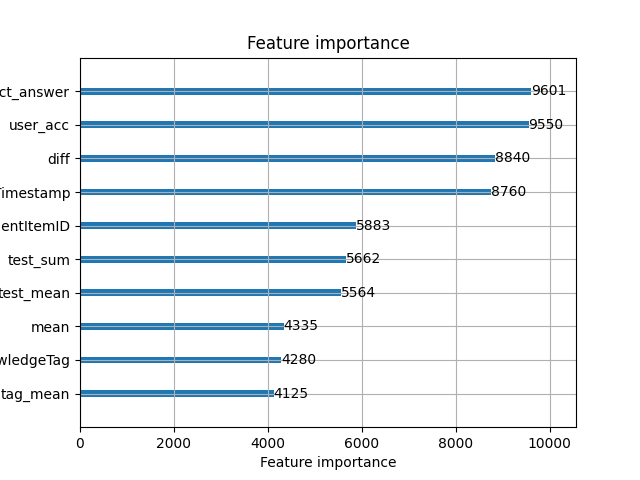 Feature importance
ct_answer 9601
user_acc 9550
diff 8840
Timestamp 8760
entItemID 5883
test_sum 5662
test_mean 5564
mean 4335
wledgeTag 4280
tag_mean 4125
0 2000 4000 6000 8000 10000
Feature importance